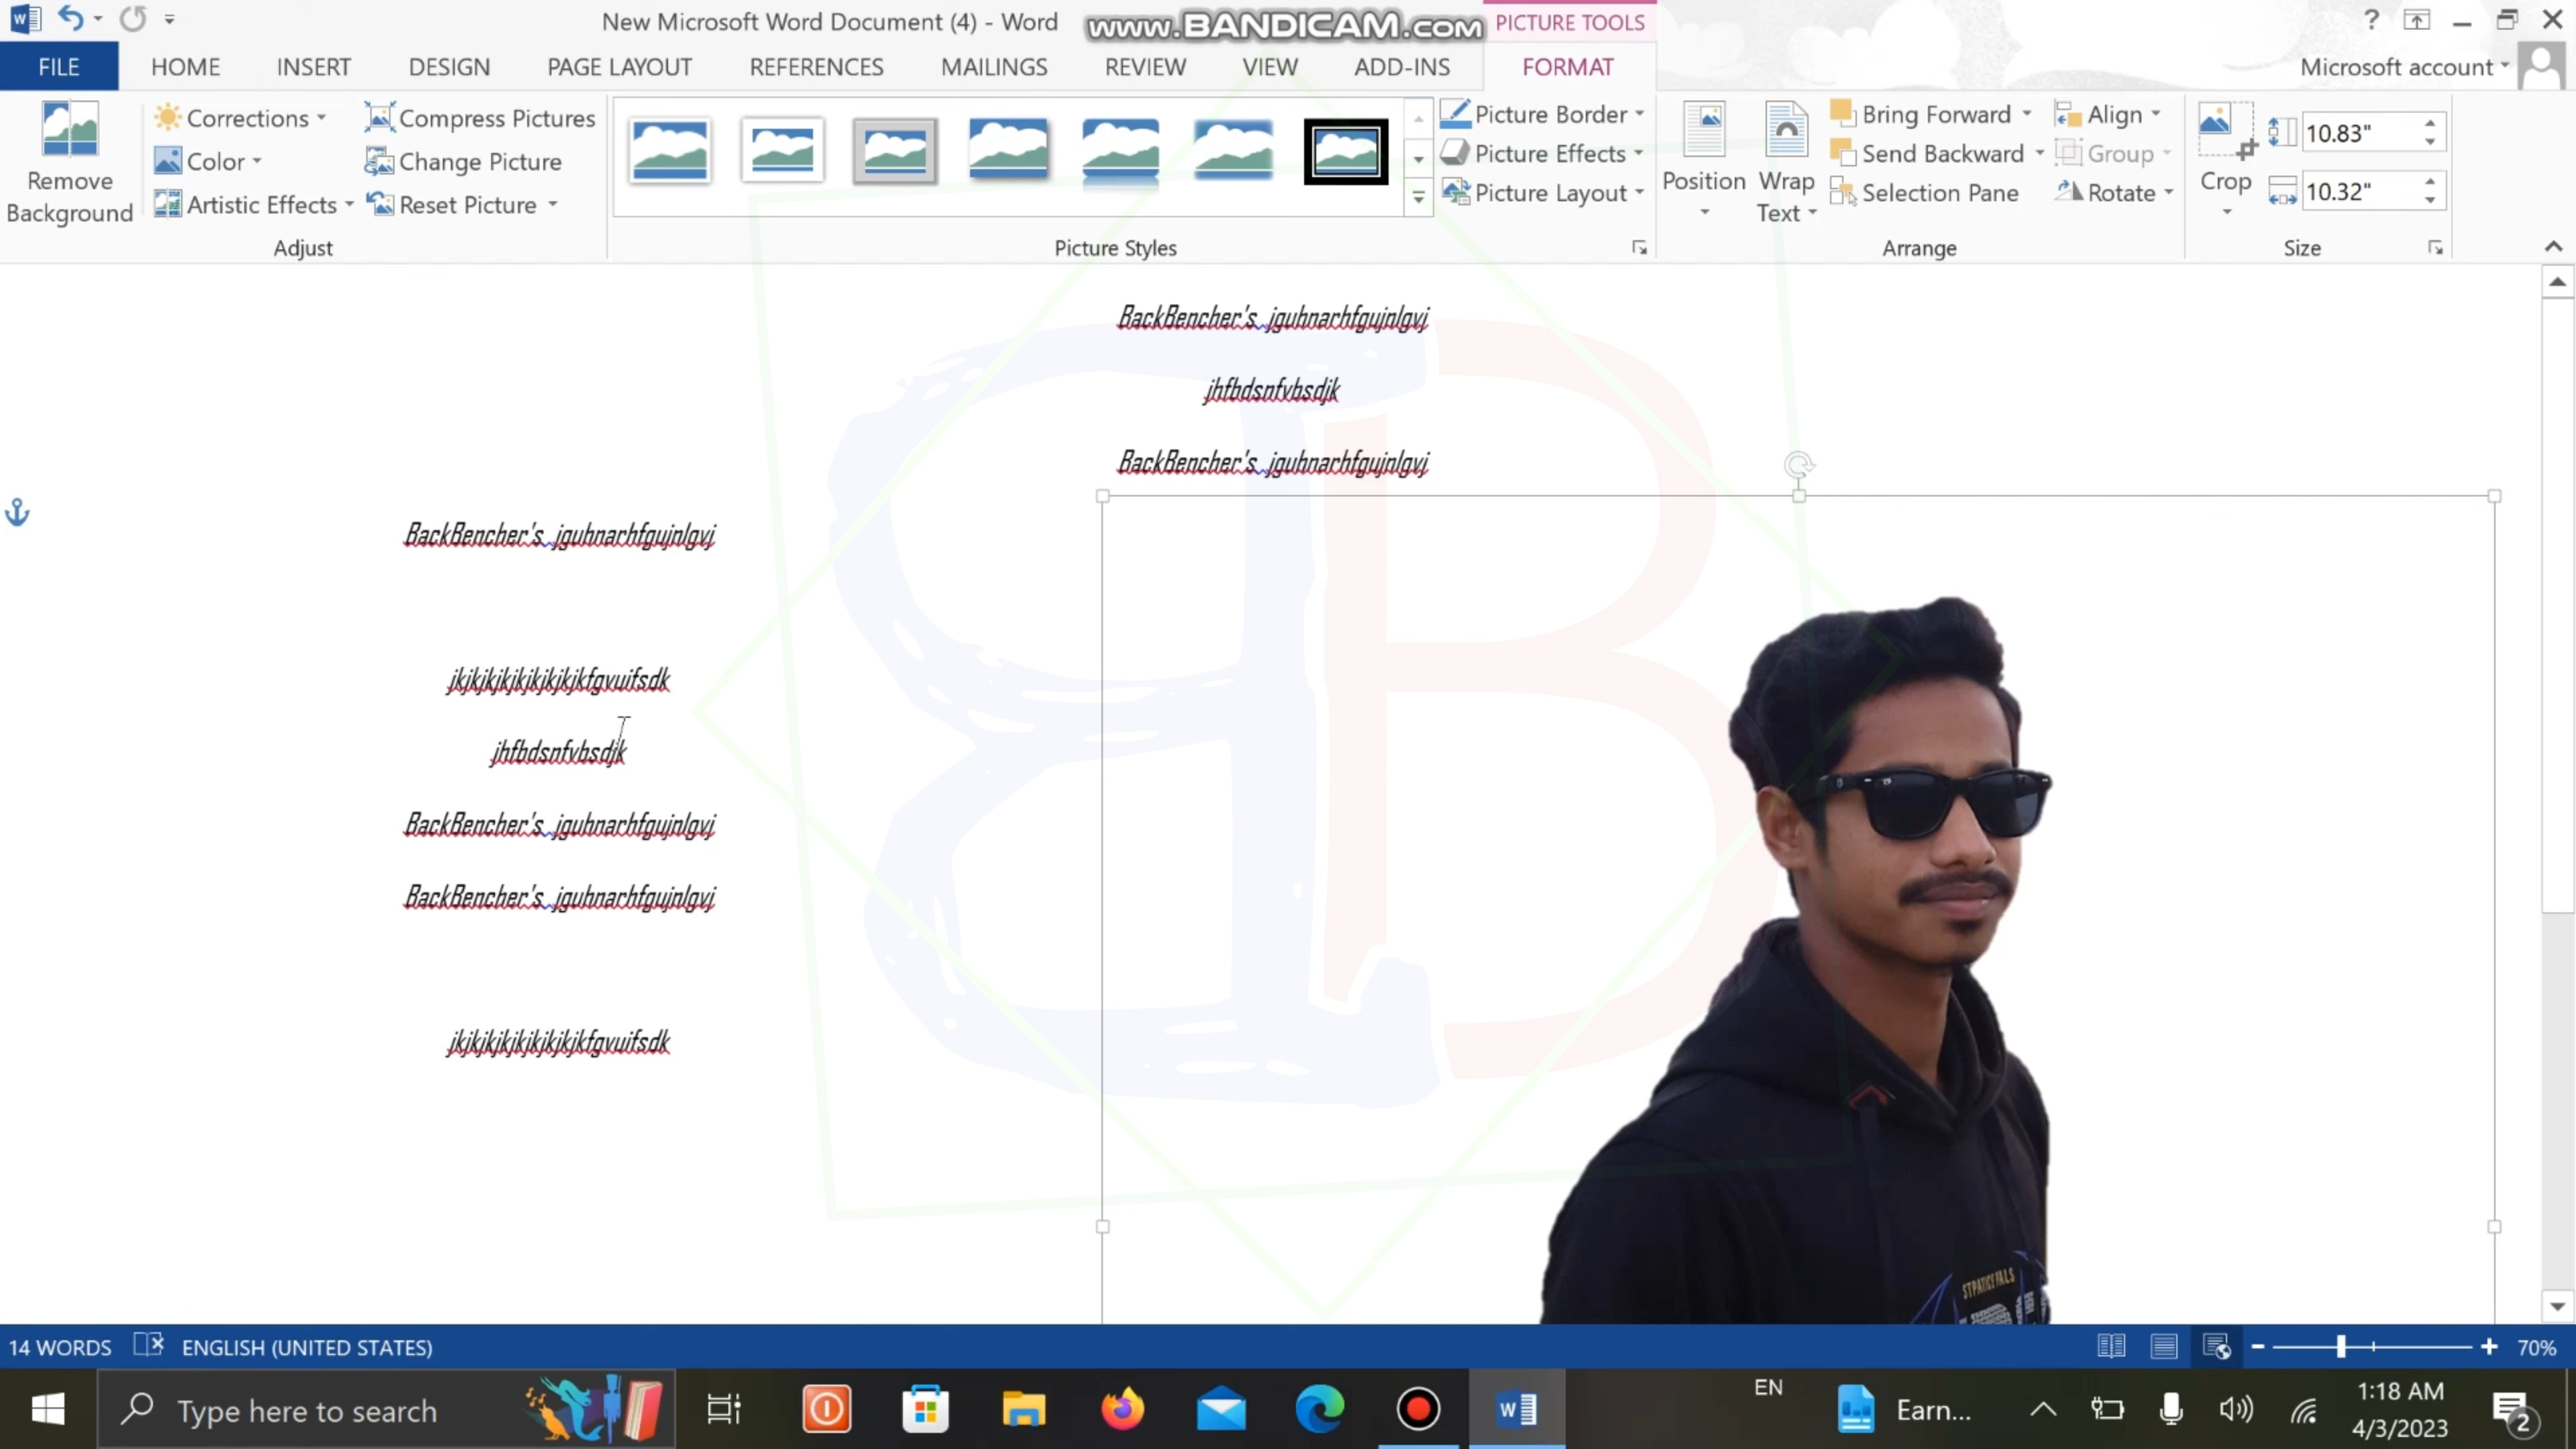 New Microsoft Word Document (4) - Word
www.BANDICAM.com
PICTURE TOOLS
?
FILE HOME INSERT DESIGN PAGE LAYOUT REFERENCES MAILINGS REVIEW VIEW ADD-INS FORMAT Microsoft account
Remove Background
Corrections
Color
Artistic Effects
Compress Pictures
Change Picture
Reset Picture
Adjust
Picture Border
Picture Effects
Picture Layout
Picture Styles
Position
Wrap Text
Bring Forward
Send Backward
Selection Pane
Align
Group
Rotate
Arrange
Crop
10.83"
10.32"
Size
BackBencher's jguhnarhfgujnlgvj
jhfbdsnfvbsdjk
BackBencher's jguhnarhfgujnlgvj
BackBencher's jguhnarhfgujnlgvj
jkjkjkjkjkjkjkjkjkfgvuifsdk
jhfbdsnfvbsdjk
BackBencher's jguhnarhfgujnlgvj
BackBencher's jguhnarhfgujnlgvj
jkjkjkjkjkjkjkjkjkfgvuifsdk
14 WORDS ENGLISH (UNITED STATES) 70%
Type here to search
EN
Earn...
1:18 AM
4/3/2023
2